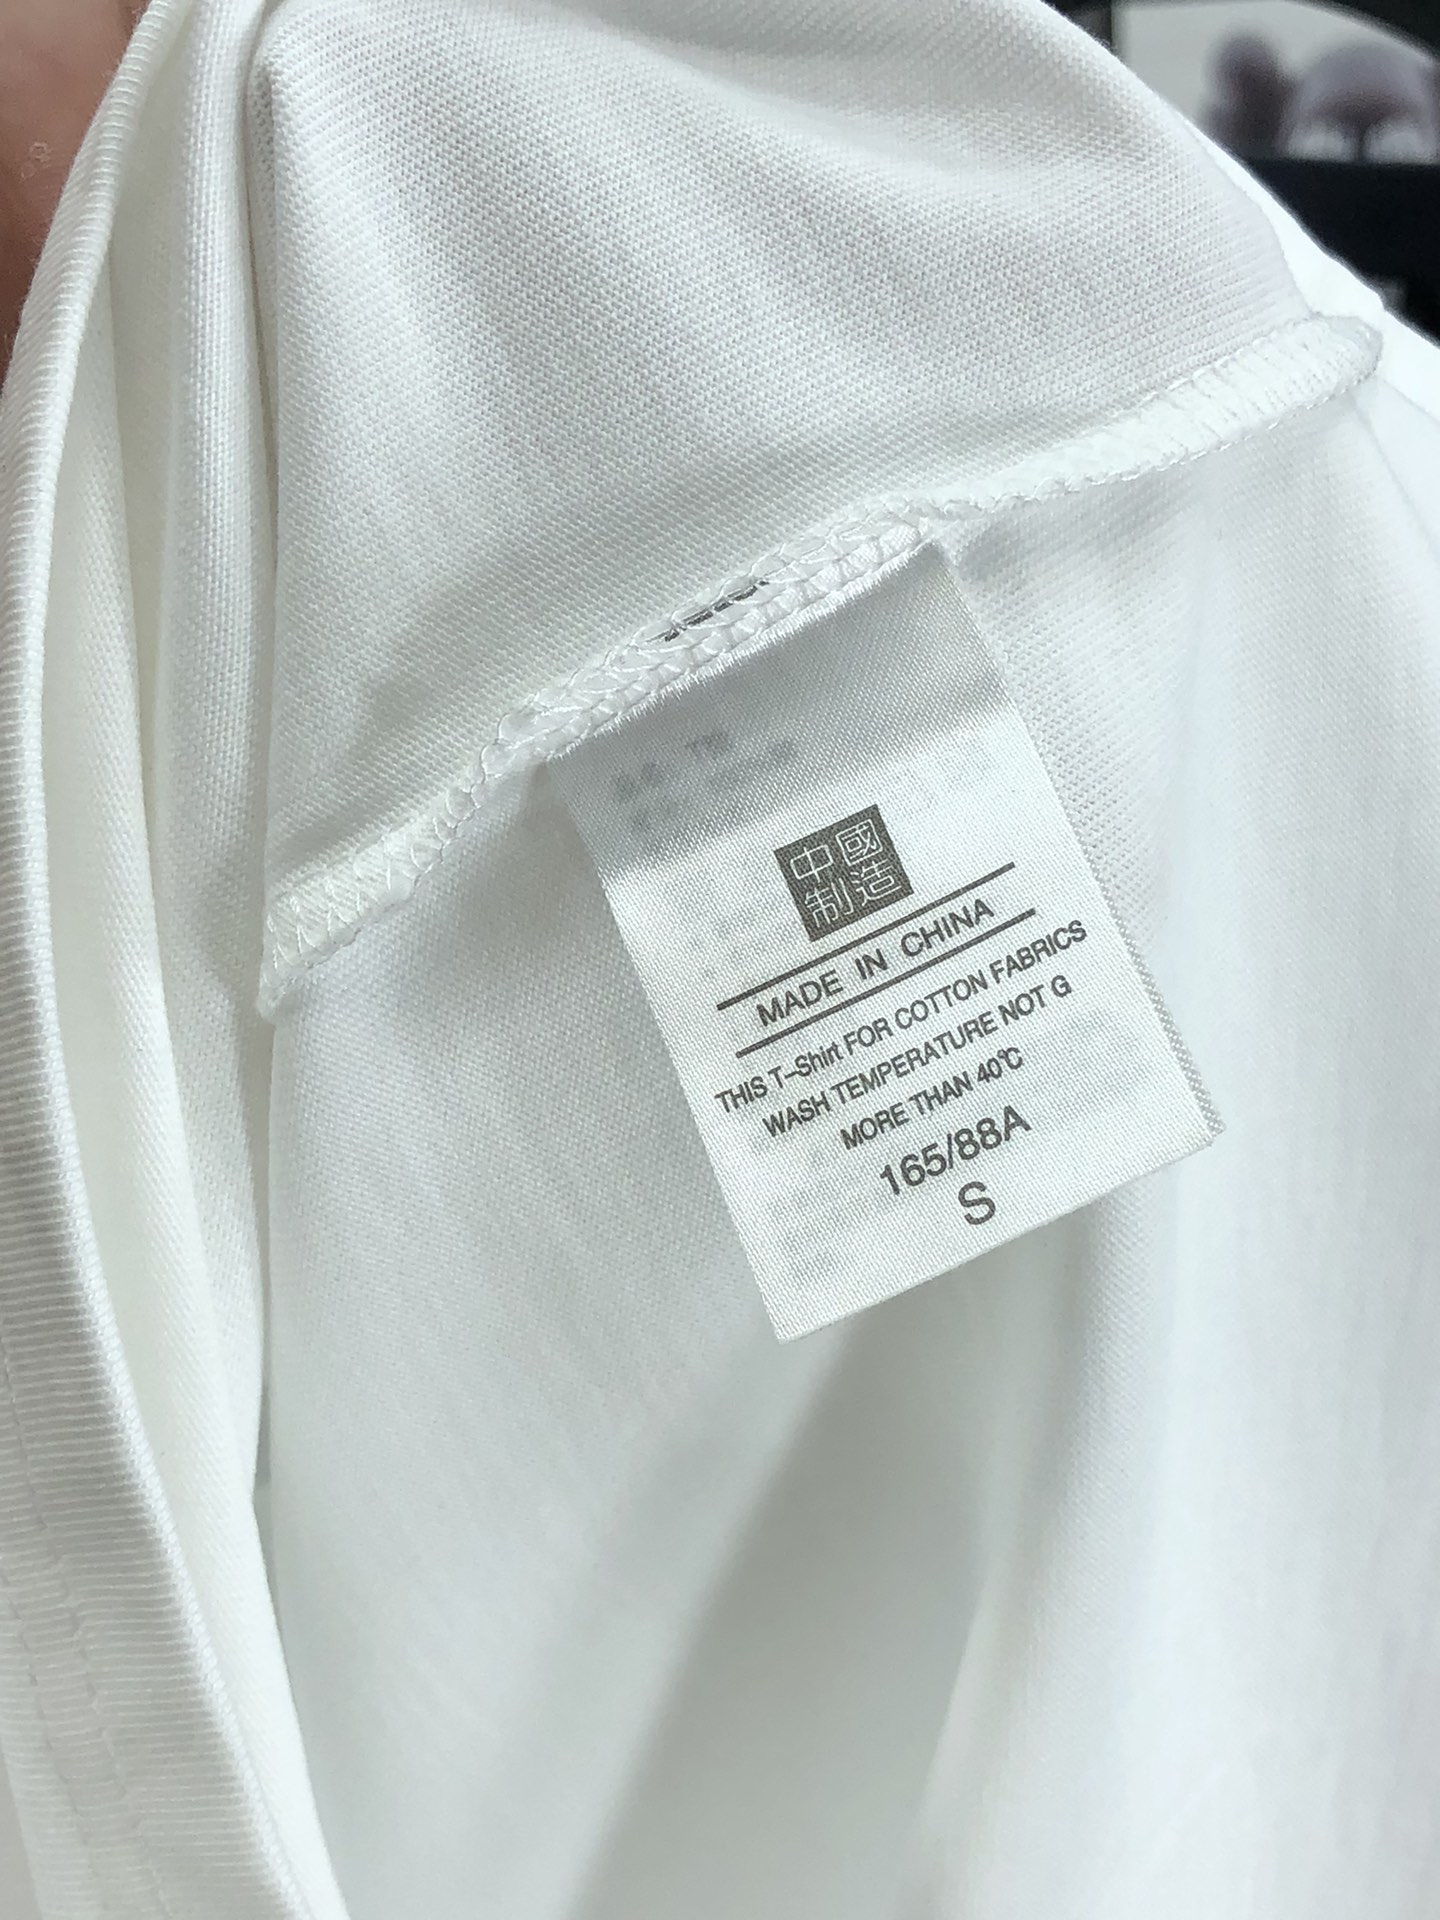 中國
制造
MADE IN CHINA
THIS T-Shirt FOR COTTON FABRICS
WASH TEMPERATURE NOT G
MORE THAN 40℃
165/88A
S